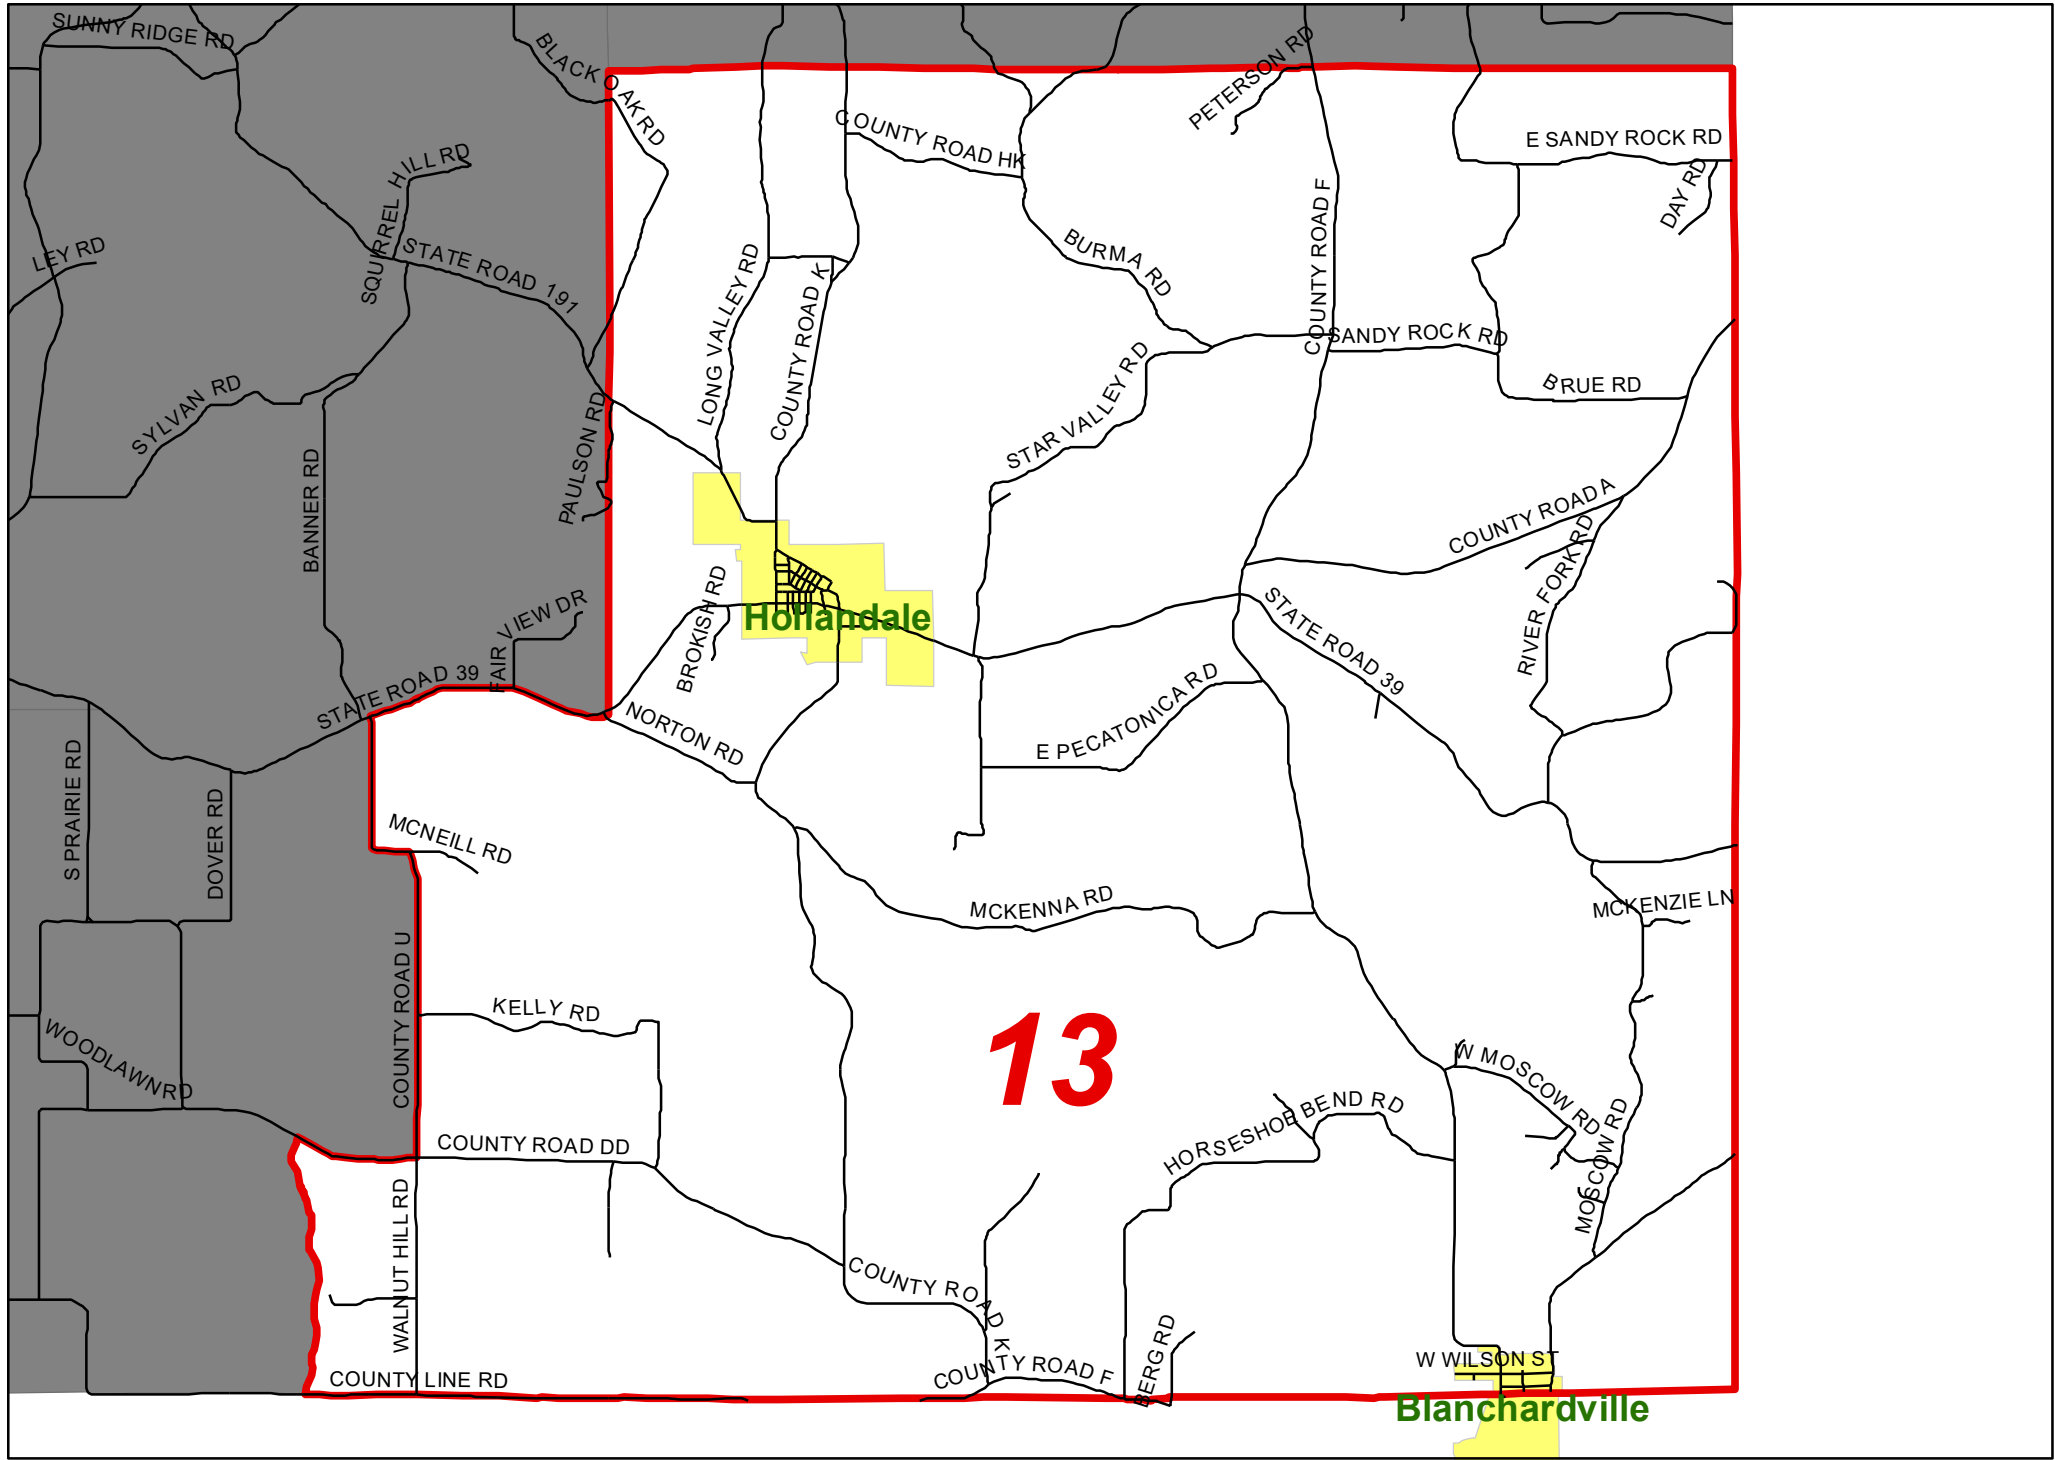 SUNNY RIDGE RD
BLACK OAK RD
PETERSON RD
COUNTY ROAD HK
E SANDY ROCK RD
DAY RD
SQUIRREL HILL RD
LEY RD
STATE ROAD 191
LONG VALLEY RD
COUNTY ROAD K
BURMA RD
COUNTY ROAD F
SANDY ROCK RD
BRUE RD
STAR VALLEY RD
SYLVAN RD
BANNER RD
PAULSON RD
COUNTY ROAD A
RIVER FORK RD
FAIR VIEW DR
BROKISH RD
Hollandale
STATE ROAD 39
STATE ROAD 39
NORTON RD
E PECATONICA RD
S PRAIRIE RD
DOVER RD
MCNEILL RD
MCKENNA RD
MCKENZIE LN
COUNTY ROAD U
KELLY RD
WOODLAWN RD
13
W MOSCOW RD
MOSCOW RD
HORSESHOE BEND RD
COUNTY ROAD DD
WALNUT HILL RD
COUNTY ROAD K
COUNTY LINE RD
COUNTY ROAD F
BERG RD
W WILSON ST
Blanchardville